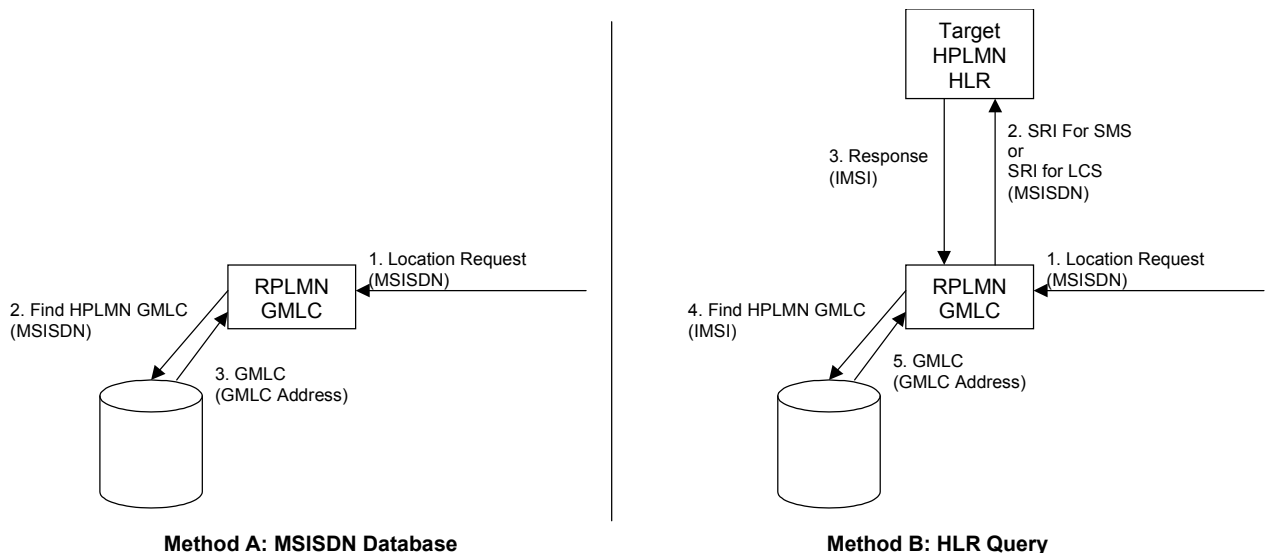 1. Location Request
(MSISDN)
RPLMN
GMLC
2. Find HPLMN GMLC
(MSISDN)
3. GMLC
(GMLC Address)
Method A: MSISDN Database
Target
HPLMN
HLR
2. SRI For SMS
or
SRI for LCS
(MSISDN)
3. Response
(IMSI)
1. Location Request
(MSISDN)
RPLMN
GMLC
4. Find HPLMN GMLC
(IMSI)
5. GMLC
(GMLC Address)
Method B: HLR Query